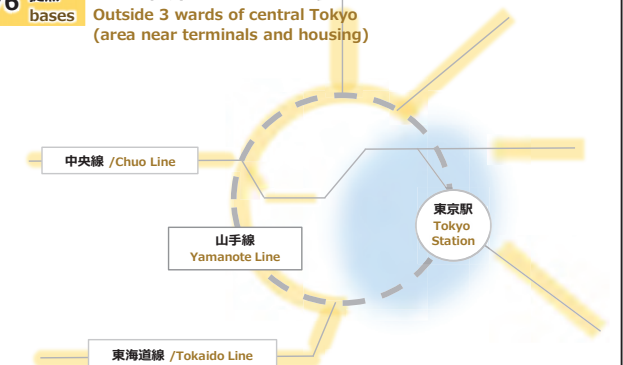 6
bases
Outside 3 wards of central Tokyo
(area near terminals and housing)
中央線 /Chuo Line
東京駅
Tokyo
Station
山手線
Yamanote Line
東海道線 /Tokaido Line